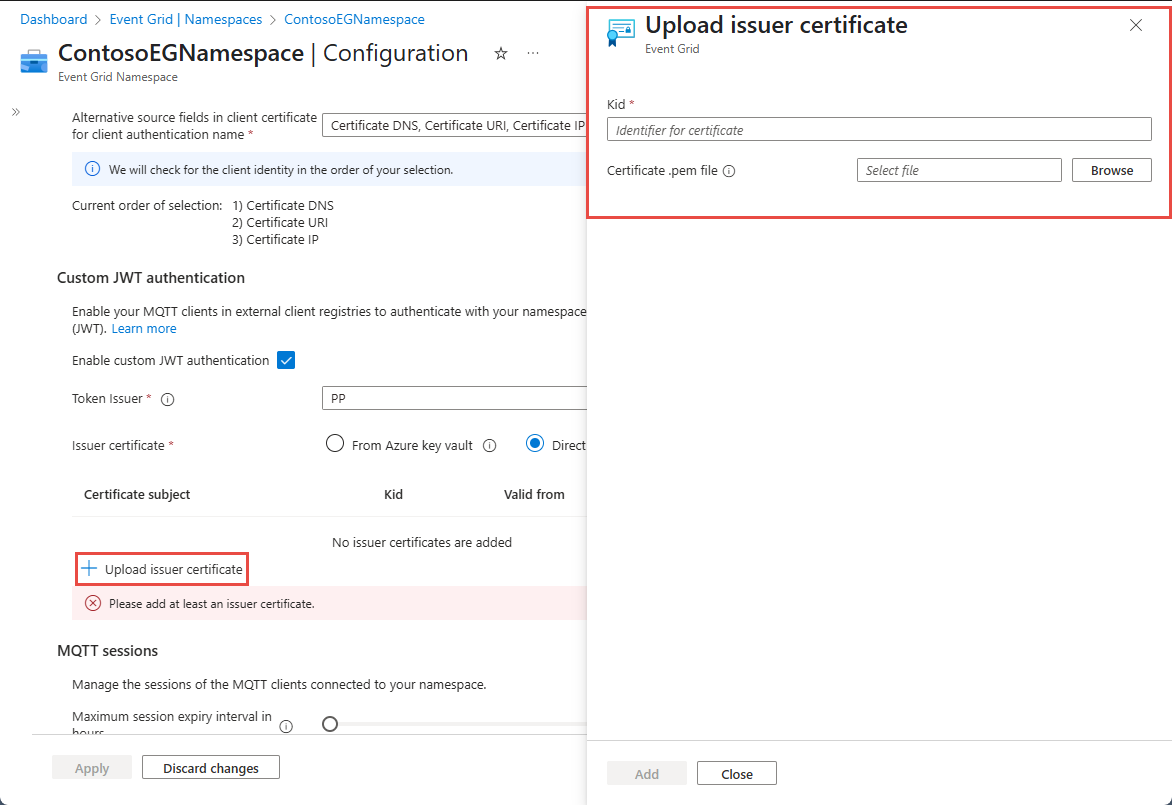 Dashboard > Event Grid | Namespaces > ContosoEGNamespace
ContosoEGNamespace | Configuration
Event Grid Namespace
Alternative source fields in client certificate
for client authentication name *
Certificate DNS, Certificate URI, Certificate IP
We will check for the client identity in the order of your selection.
Current order of selection: 1) Certificate DNS
2) Certificate URI
3) Certificate IP
Custom JWT authentication
Enable your MQTT clients in external client registries to authenticate with your namespace
(JWT). Learn more
Enable custom JWT authentication
Token Issuer *
PP
Issuer certificate *
From Azure key vault
Direct
Certificate subject Kid Valid from
No issuer certificates are added
+ Upload issuer certificate
Please add at least an issuer certificate.
MQTT sessions
Manage the sessions of the MQTT clients connected to your namespace.
Maximum session expiry interval in
hours
Apply Discard changes
Upload issuer certificate
Event Grid
Kid *
Identifier for certificate
Certificate .pem file
Select file
Browse
Add Close